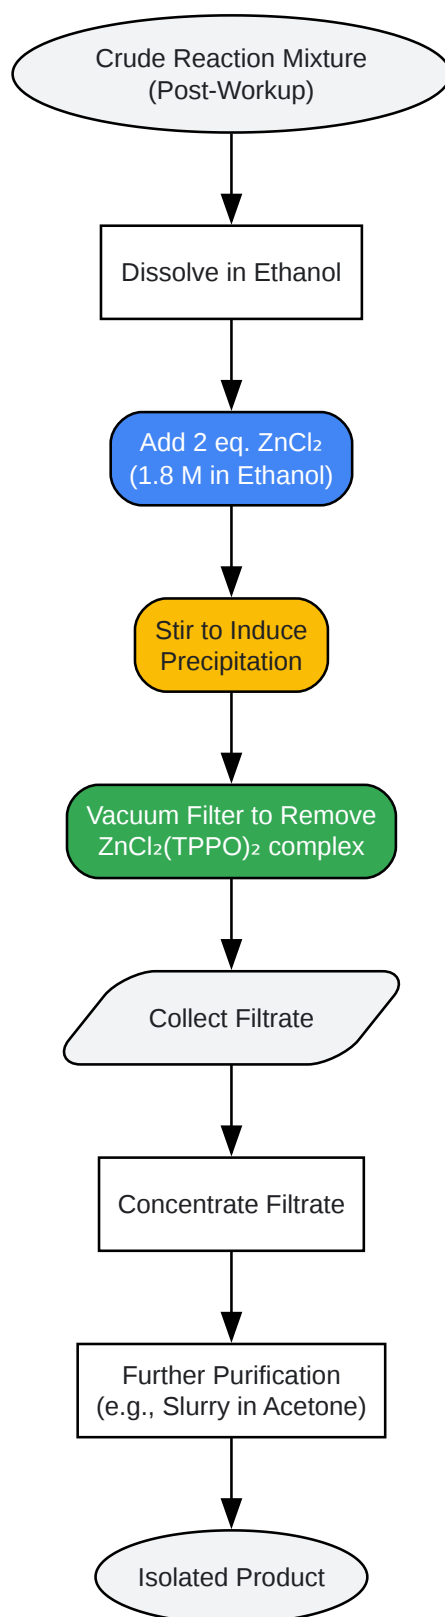 Crude Reaction Mixture
(Post-Workup)
Dissolve in Ethanol
Add 2 eq. ZnCl₂
(1.8 M in Ethanol)
Stir to Induce
Precipitation
Vacuum Filter to Remove
ZnCl₂(TPPO)₂ complex
Collect Filtrate
Concentrate Filtrate
Further Purification
(e.g., Slurry in Acetone)
Isolated Product